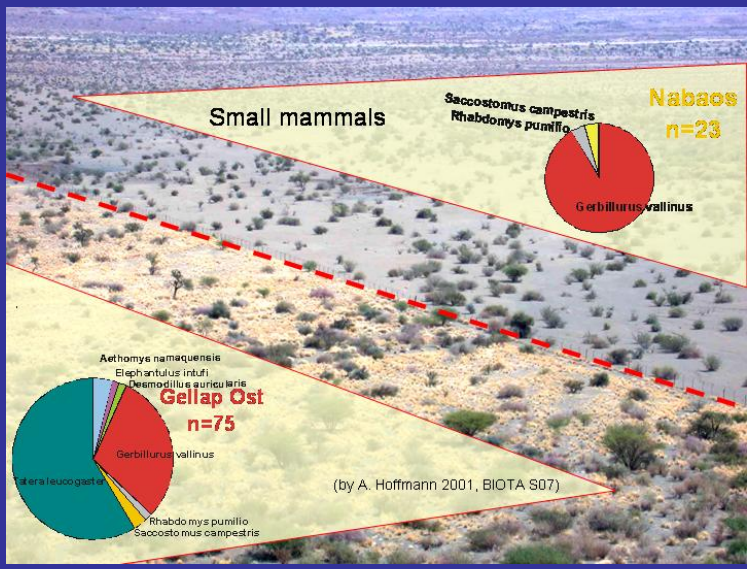 Small mammals
Saccostomus campestris
Rhabdomys pumilio
Nabaos
n=23
Gerbillurus vallinus
Aethomys namaquensis
Elephantulus intufi
Desmodillus auricularis
Gellap Ost
n=75
Gerbillurus vallinus
Tatera leucogaster
Rhabdomys pumilio
Saccostomus campestris
(by A. Hoffmann 2001, BIOTA S07)